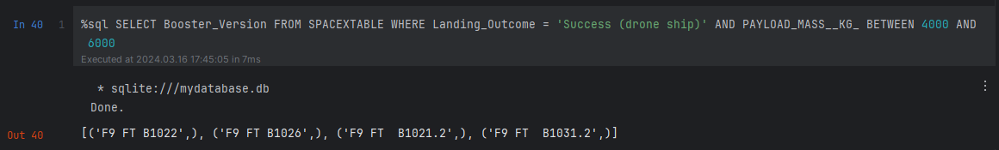 In 40 1 %sql SELECT Booster_Version FROM SPACEXTABLE WHERE Landing_Outcome = 'Success (drone ship)' AND PAYLOAD_MASS__KG_ BETWEEN 4000 AND
6000
Executed at 2024.03.16 17:45:05 in 7ms
* sqlite:///mydatabase.db
Done.
Out 40 [('F9 FT B1022',), ('F9 FT B1026',), ('F9 FT  B1021.2',), ('F9 FT  B1031.2',)]